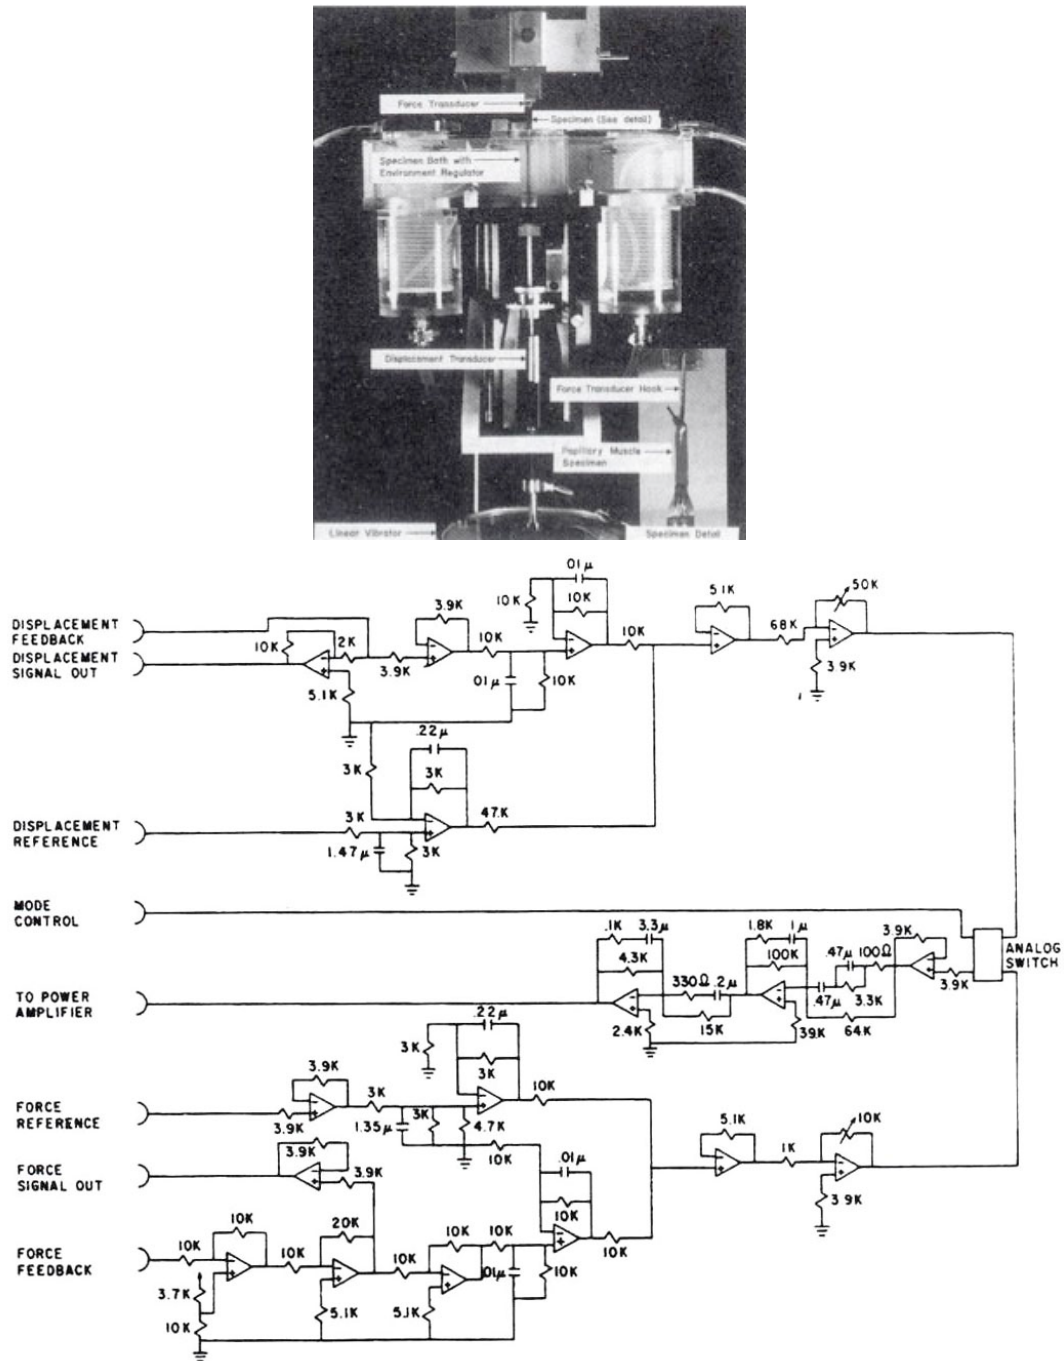 Force Transducer
Specimen (See detail)
Specimen Bath with
Environment Regulator
Displacement Transducer
Force Transducer Hook
Papillary Muscle
Specimen
Linear Vibrator
Specimen Detail
01µ
10K
10K
50K
3.9K
5.1K
DISPLACEMENT
FEEDBACK
10K
2K
10K
10K
68K
DISPLACEMENT
SIGNAL OUT
3.9K
01µ
10K
3.9K
5.1K
.22µ
3K
3K
DISPLACEMENT
REFERENCE
3K
47K
1.47µ
3K
MODE
CONTROL
.1K
3.3µ
1.8K
1µ
3.9K
ANALOG
SWITCH
4.3K
100K
.47µ
100Ω
330Ω
.2µ
3.9K
TO POWER
AMPLIFIER
.47µ
3.3K
2.4K
15K
39K
64K
.22µ
3K
3K
3.9K
10K
FORCE
REFERENCE
3K
3.9K
1.35µ
3K
4.7K
5.1K
10K
3.9K
10K
1K
FORCE
SIGNAL OUT
3.9K
.01µ
3.9K
10K
20K
10K
10K
10K
FORCE
FEEDBACK
10K
10K
10K
10K
3.7K
.01µ
10K
10K
5.1K
5.1K